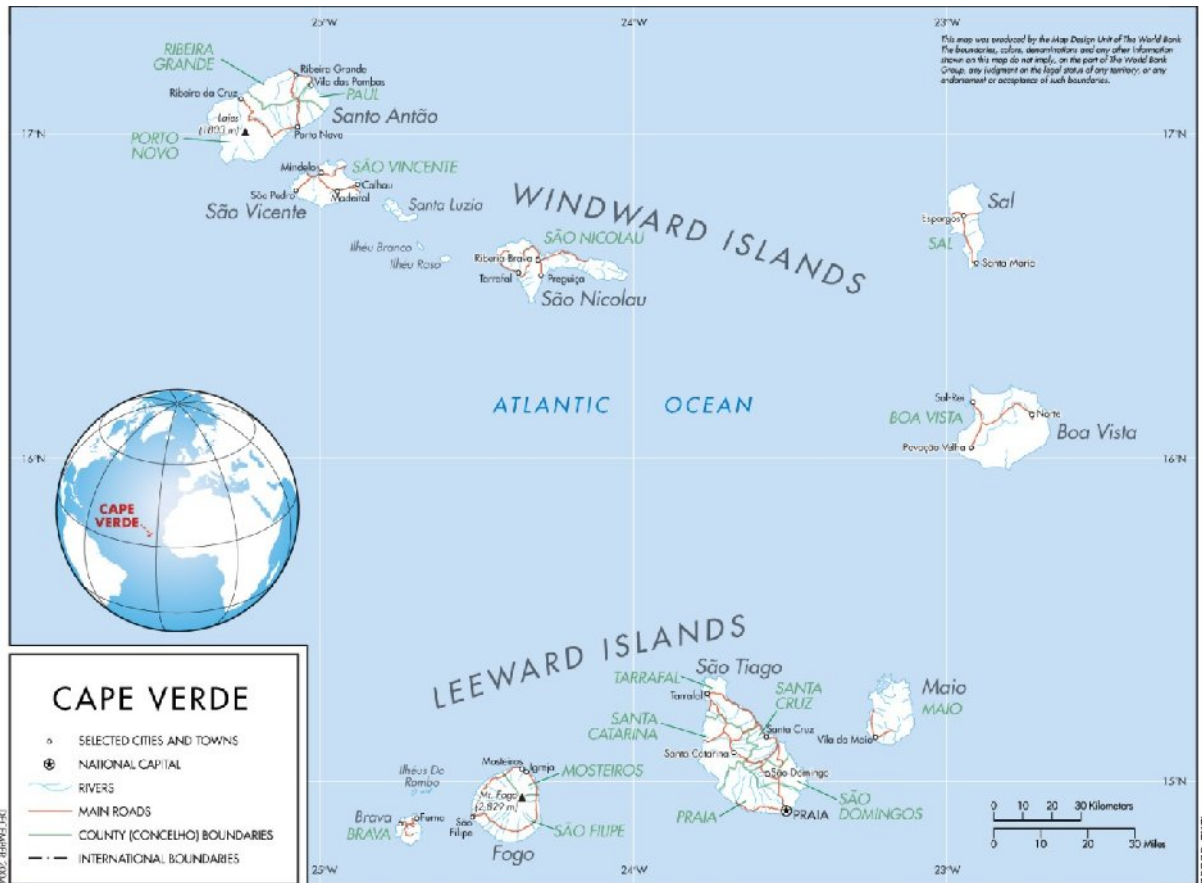 25°W
24°W
23°W
This map was produced by the Map Design Unit of The World Bank.
The boundaries, colors, denominations and any other information
shown on this map do not imply, on the part of The World Bank
Group, any judgment on the legal status of any territory, or any
endorsement or acceptance of such boundaries.
RIBEIRA
GRANDE
Ribeira Grande
Vila das Pombas
Ribeira da Cruz
PAUL
Santo Antão
(1803 m)
17°N
17°N
PORTO
NOVO
Porto Novo
Mindelo
SÃO VINCENTE
Calhau
São Pedro
Madeiral
São Vicente
Santa Luzia
WINDWARD ISLANDS
Sal
Espargos
SAL
Santa Maria
Ilhéu Branco
Ilhéu Raso
SÃO NICOLAU
Riberia Brava
Tarrafal
Preguiça
São Nicolau
ATLANTIC OCEAN
Sal-Rei
BOA VISTA
Norte
Boa Vista
Povoção Velha
16°N
16°N
CAPE
VERDE
LEEWARD ISLANDS
São Tiago
TARRAFAL
Tarrafal
SANTA
CRUZ
Santa Cruz
SANTA
CATARINA
Santa Catarina
Maio
MAIO
Vila do Maio
São Domingo
SÃO
DOMINGOS
PRAIA
PRAIA
15°N
15°N
Mosteiros
Igreja
MOSTEIROS
Ilhéus Do
Rombo
Mt. Fogo
(2,829 m)
Brava
BRAVA
Furna
São
Filipe
SÃO FILIPE
Fogo
CAPE VERDE
SELECTED CITIES AND TOWNS
NATIONAL CAPITAL
RIVERS
MAIN ROADS
COUNTY (CONCELHO) BOUNDARIES
INTERNATIONAL BOUNDARIES
0 10 20 30 Kilometers
0 10 20 30 Miles
25°W
24°W
23°W